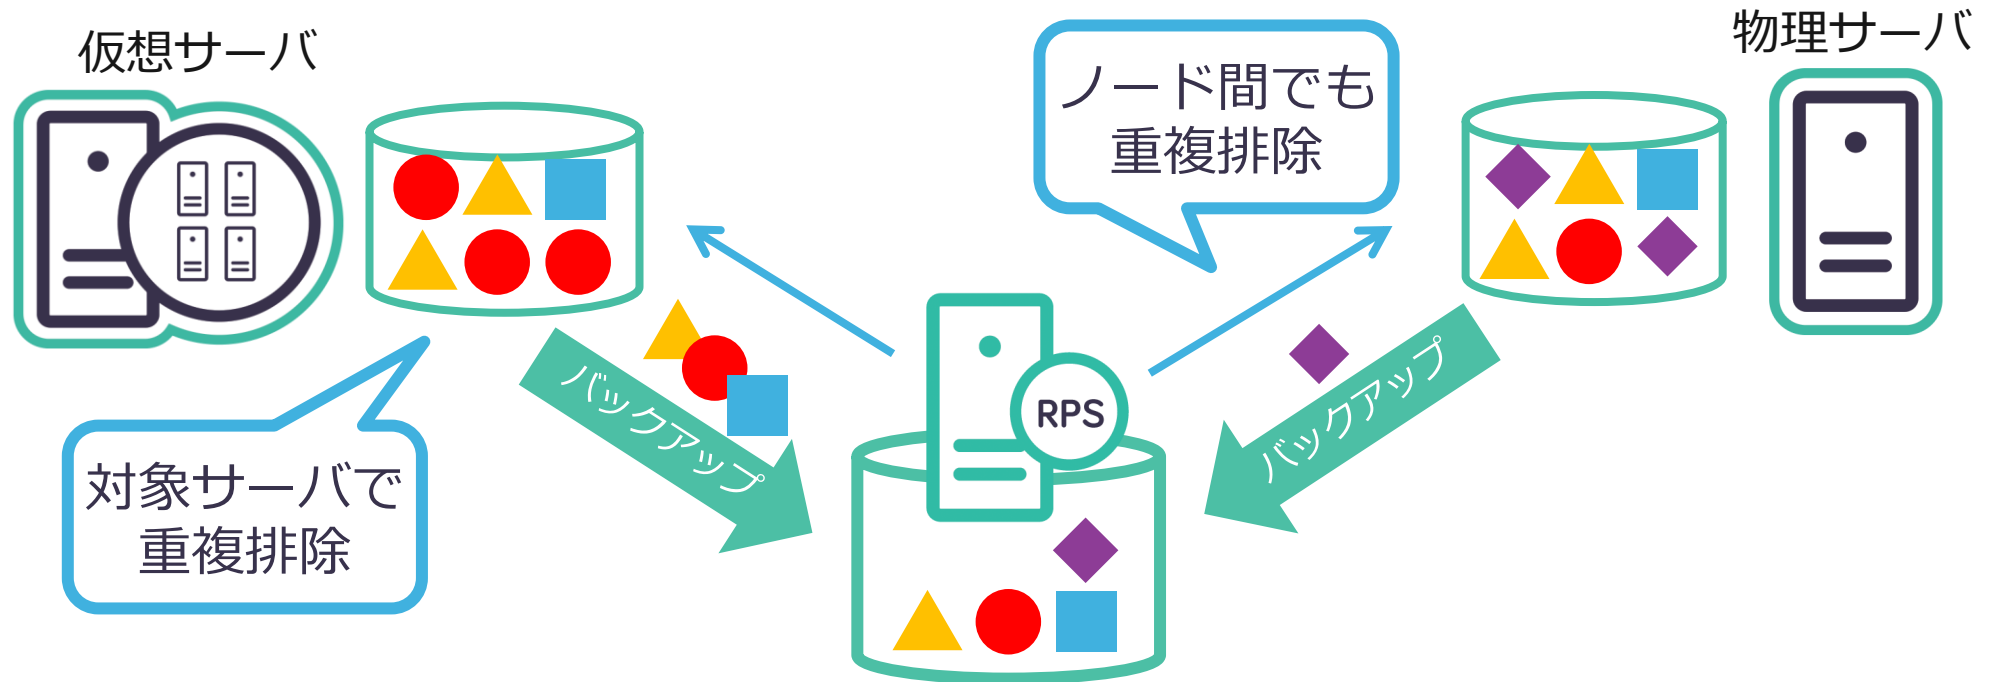 仮想サーバ
物理サーバ
ノード間でも
重複排除
対象サーバで
重複排除
バックアップ
バックアップ
RPS